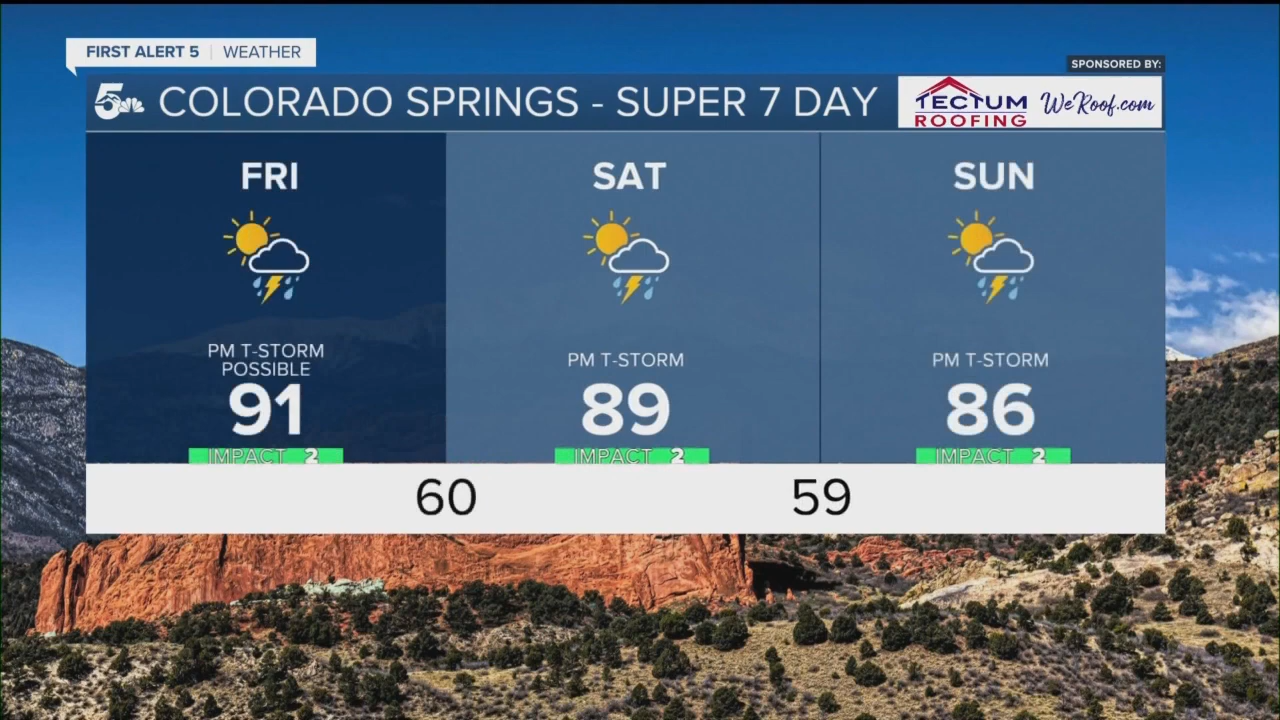 FIRST ALERT 5 | WEATHER
SPONSORED BY:
5 COLORADO SPRINGS - SUPER 7 DAY
TECTUM
ROOFING
WeRoof.com
FRI
PM T-STORM
POSSIBLE
91
IMPACT 2
SAT
PM T-STORM
89
IMPACT 2
SUN
PM T-STORM
86
IMPACT 2
60
59